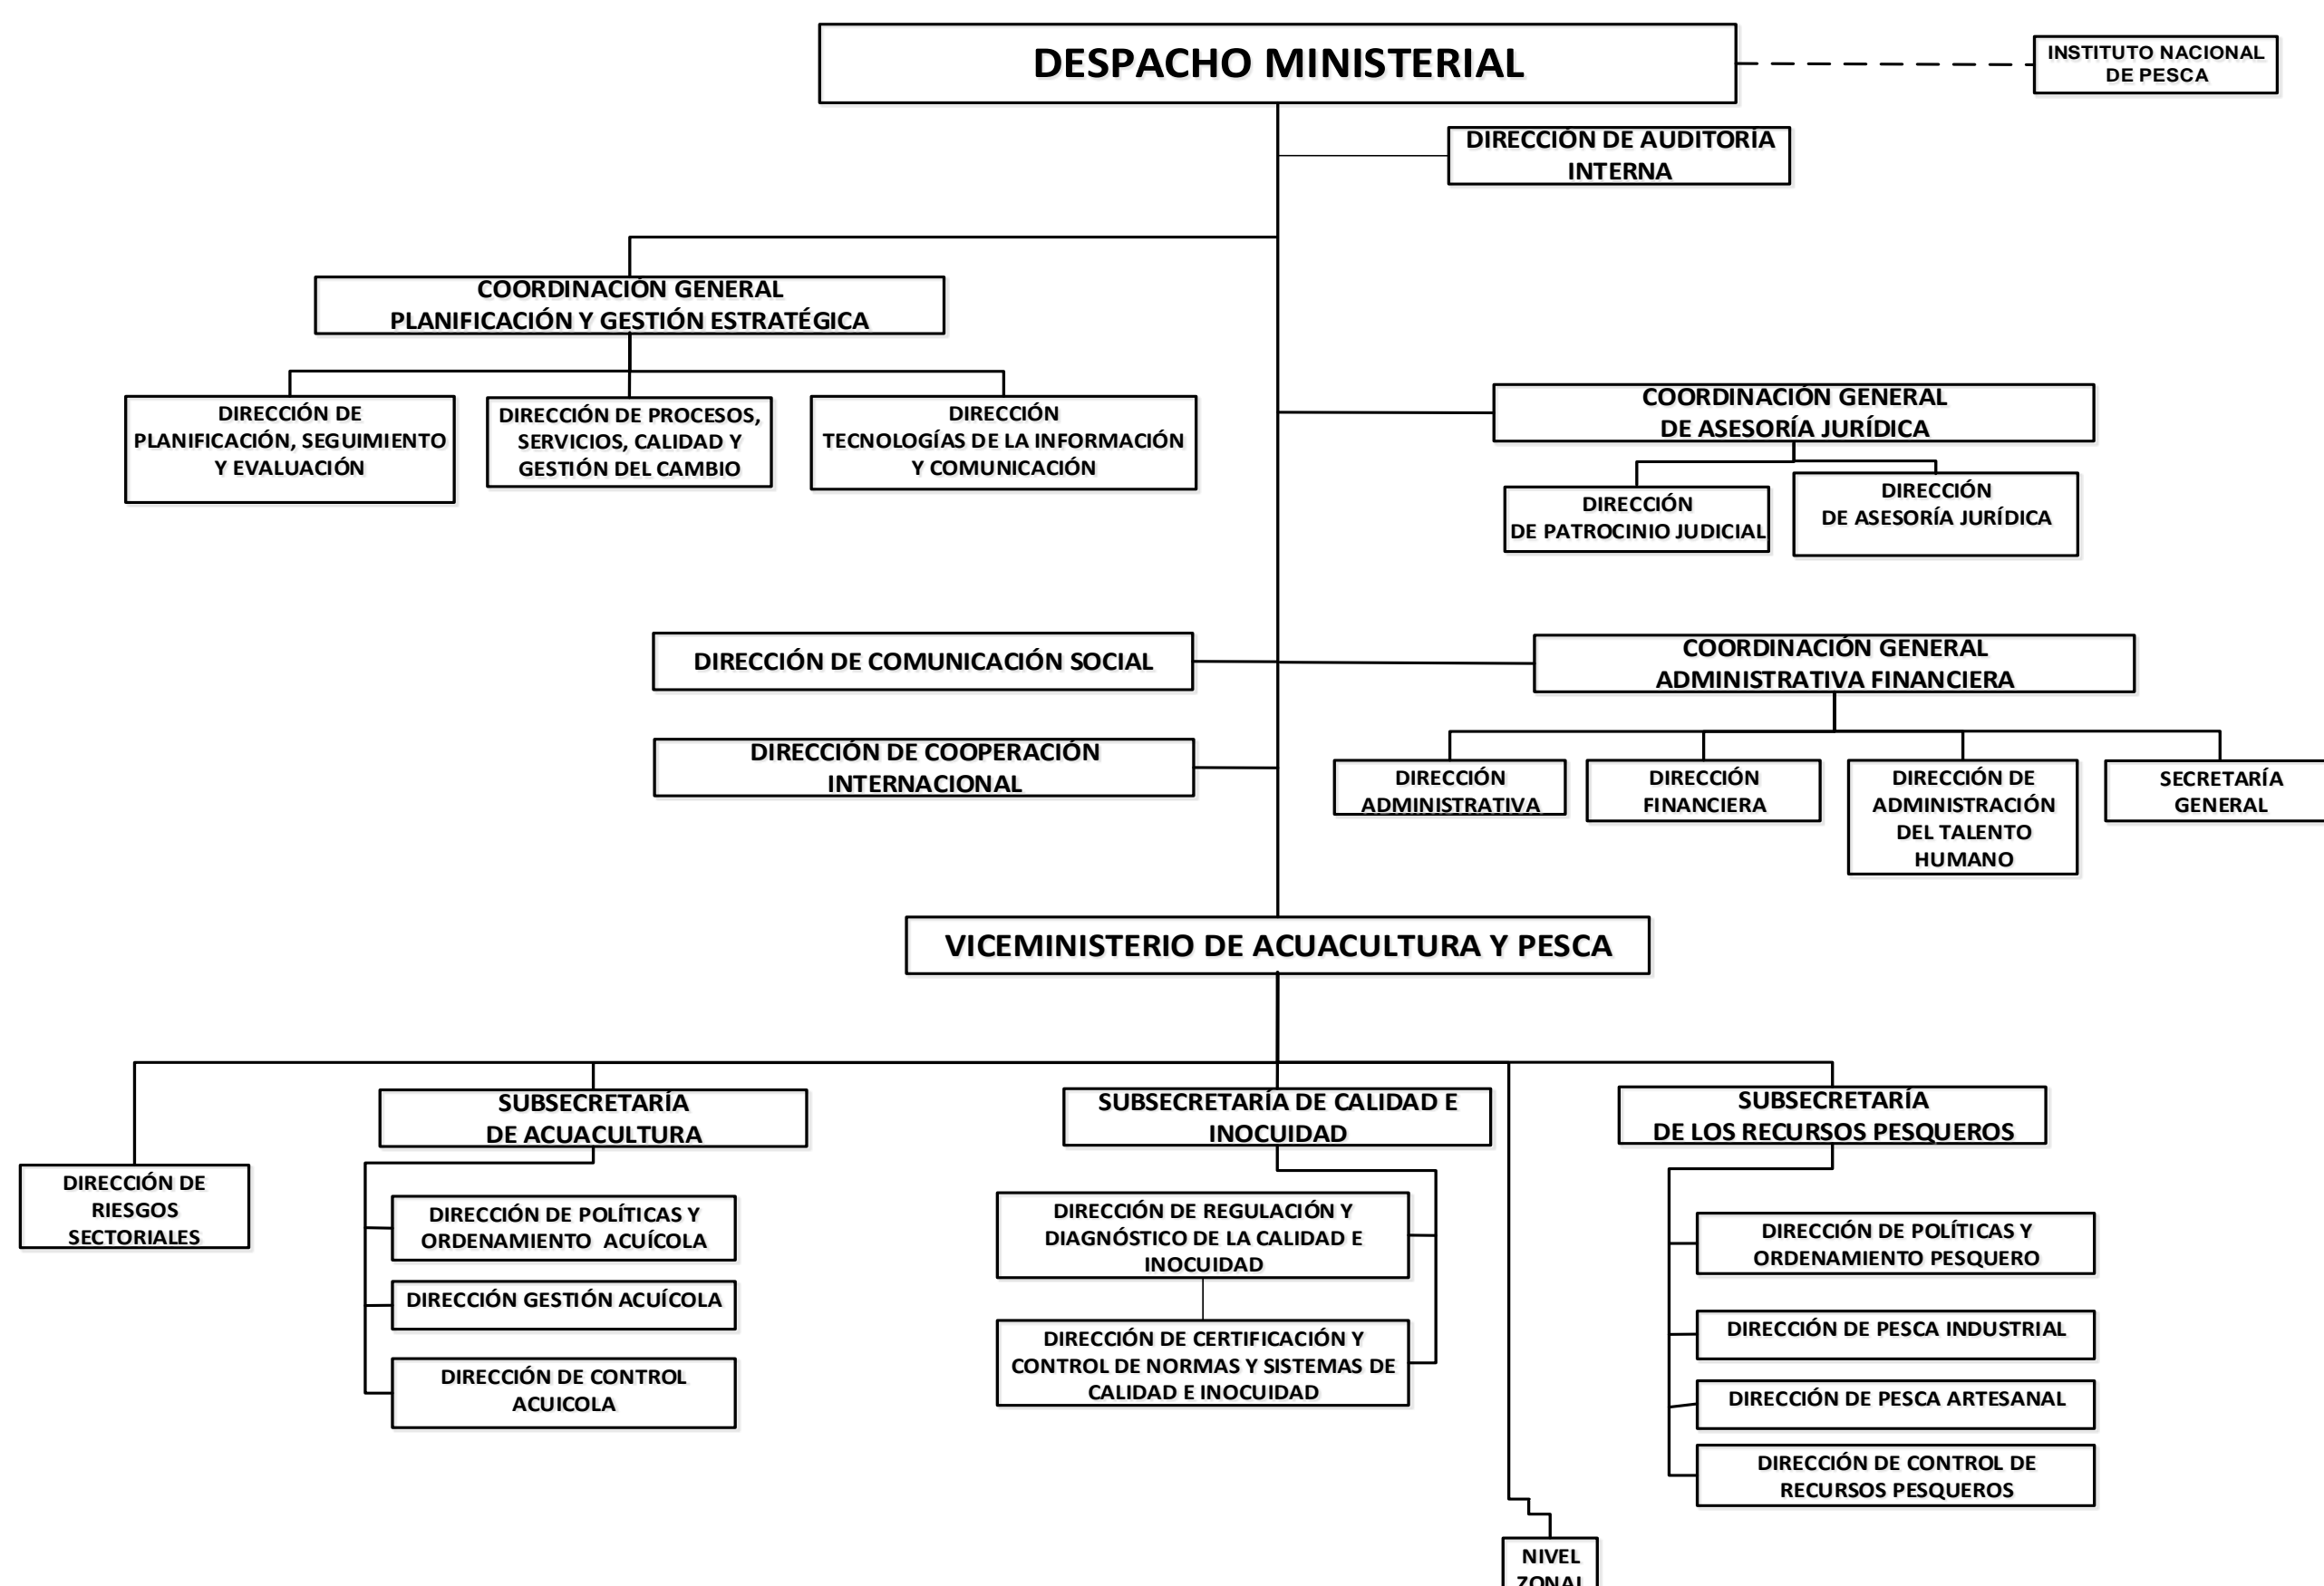 DESPACHO MINISTERIAL
INSTITUTO NACIONAL
DE PESCA
DIRECCIÓN DE AUDITORÍA
INTERNA
COORDINACIÓN GENERAL
PLANIFICACIÓN Y GESTIÓN ESTRATÉGICA
DIRECCIÓN DE
PLANIFICACIÓN, SEGUIMIENTO
Y EVALUACIÓN
DIRECCIÓN DE PROCESOS,
SERVICIOS, CALIDAD Y
GESTIÓN DEL CAMBIO
DIRECCIÓN
TECNOLOGÍAS DE LA INFORMACIÓN
Y COMUNICACIÓN
COORDINACIÓN GENERAL
DE ASESORÍA JURÍDICA
DIRECCIÓN
DE PATROCINIO JUDICIAL
DIRECCIÓN
DE ASESORÍA JURÍDICA
DIRECCIÓN DE COMUNICACIÓN SOCIAL
COORDINACIÓN GENERAL
ADMINISTRATIVA FINANCIERA
DIRECCIÓN DE COOPERACIÓN
INTERNACIONAL
DIRECCIÓN
ADMINISTRATIVA
DIRECCIÓN
FINANCIERA
DIRECCIÓN DE
ADMINISTRACIÓN
DEL TALENTO
HUMANO
SECRETARÍA
GENERAL
VICEMINISTERIO DE ACUACULTURA Y PESCA
DIRECCIÓN DE
RIESGOS
SECTORIALES
SUBSECRETARÍA
DE ACUACULTURA
DIRECCIÓN DE POLÍTICAS Y
ORDENAMIENTO ACUÍCOLA
DIRECCIÓN GESTIÓN ACUÍCOLA
DIRECCIÓN DE CONTROL
ACUICOLA
SUBSECRETARÍA DE CALIDAD E
INOCUIDAD
DIRECCIÓN DE REGULACIÓN Y
DIAGNÓSTICO DE LA CALIDAD E
INOCUIDAD
DIRECCIÓN DE CERTIFICACIÓN Y
CONTROL DE NORMAS Y SISTEMAS DE
CALIDAD E INOCUIDAD
SUBSECRETARÍA
DE LOS RECURSOS PESQUEROS
DIRECCIÓN DE POLÍTICAS Y
ORDENAMIENTO PESQUERO
DIRECCIÓN DE PESCA INDUSTRIAL
DIRECCIÓN DE PESCA ARTESANAL
DIRECCIÓN DE CONTROL DE
RECURSOS PESQUEROS
NIVEL
ZONAL